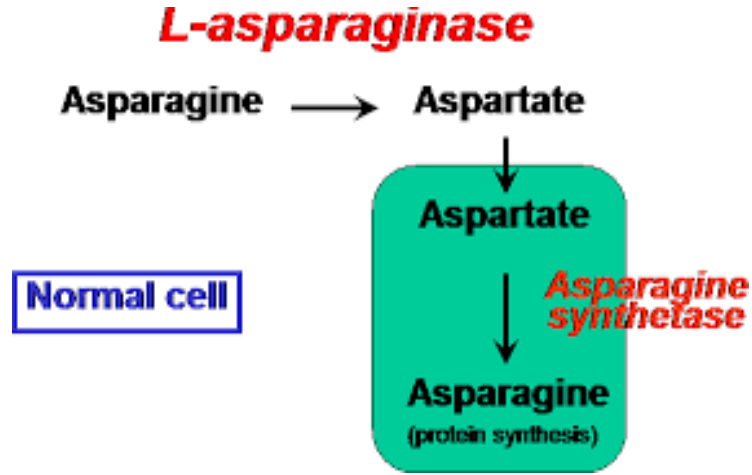 L-asparaginase
Asparagine
Aspartate
Aspartate
Normal cell
Asparagine
synthetase
Asparagine
(protein synthesis)